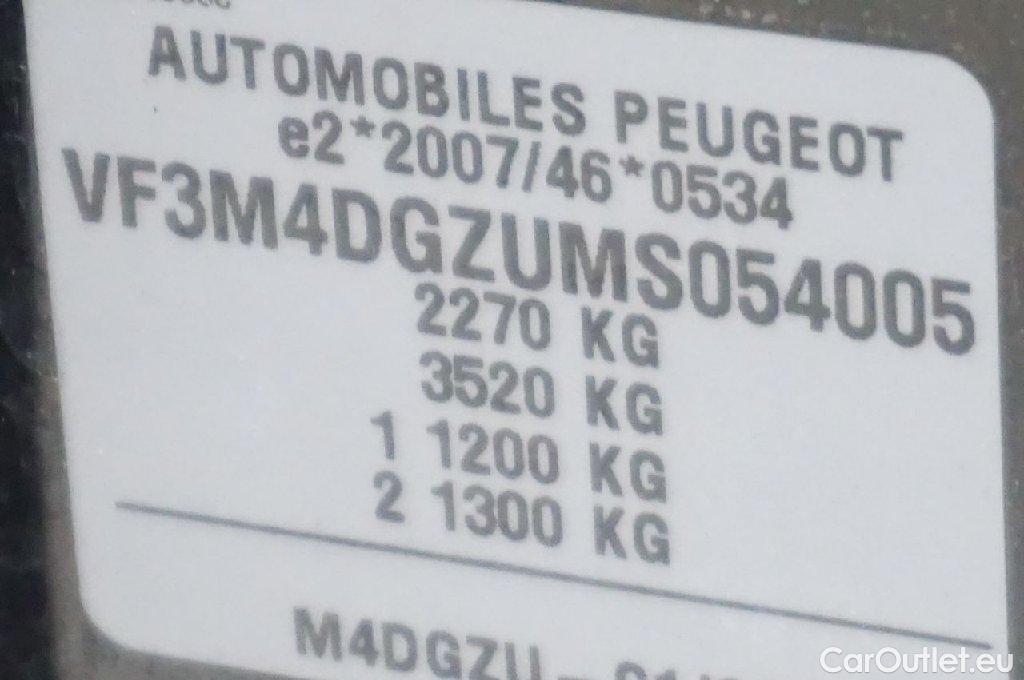 AUTOMOBILES PEUGEOT
e2*2007/46*0534
VF3M4DGZUMS054005
2270 KG
3520 KG
1 1200 KG
2 1300 KG
M4DGZU -
CarOutlet.eu